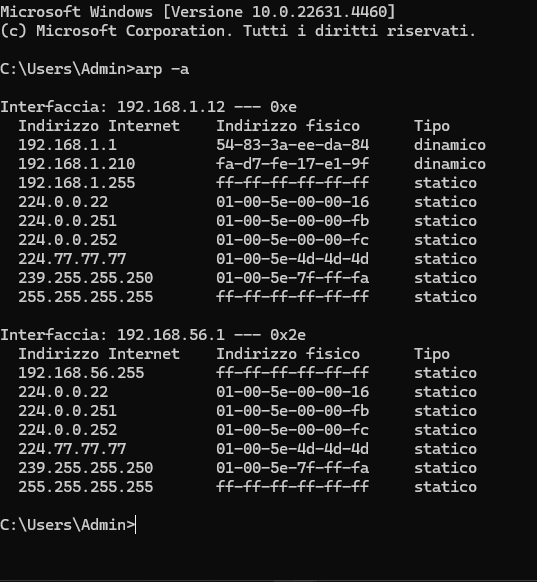 Microsoft Windows [Versione 10.0.22631.4460]
(c) Microsoft Corporation. Tutti i diritti riservati.
C:\Users\Admin>arp -a
Interfaccia: 192.168.1.12 --- 0xe
Indirizzo Internet Indirizzo fisico Tipo
192.168.1.1 54-83-3a-ee-da-84 dinamico
192.168.1.210 fa-d7-fe-17-e1-9f dinamico
192.168.1.255 ff-ff-ff-ff-ff-ff statico
224.0.0.22 01-00-5e-00-00-16 statico
224.0.0.251 01-00-5e-00-00-fb statico
224.0.0.252 01-00-5e-00-00-fc statico
224.77.77.77 01-00-5e-4d-4d-4d statico
239.255.255.250 01-00-5e-7f-ff-fa statico
255.255.255.255 ff-ff-ff-ff-ff-ff statico
Interfaccia: 192.168.56.1 --- 0x2e
Indirizzo Internet Indirizzo fisico Tipo
192.168.56.255 ff-ff-ff-ff-ff-ff statico
224.0.0.22 01-00-5e-00-00-16 statico
224.0.0.251 01-00-5e-00-00-fb statico
224.0.0.252 01-00-5e-00-00-fc statico
224.77.77.77 01-00-5e-4d-4d-4d statico
239.255.255.250 01-00-5e-7f-ff-fa statico
255.255.255.255 ff-ff-ff-ff-ff-ff statico
C:\Users\Admin>